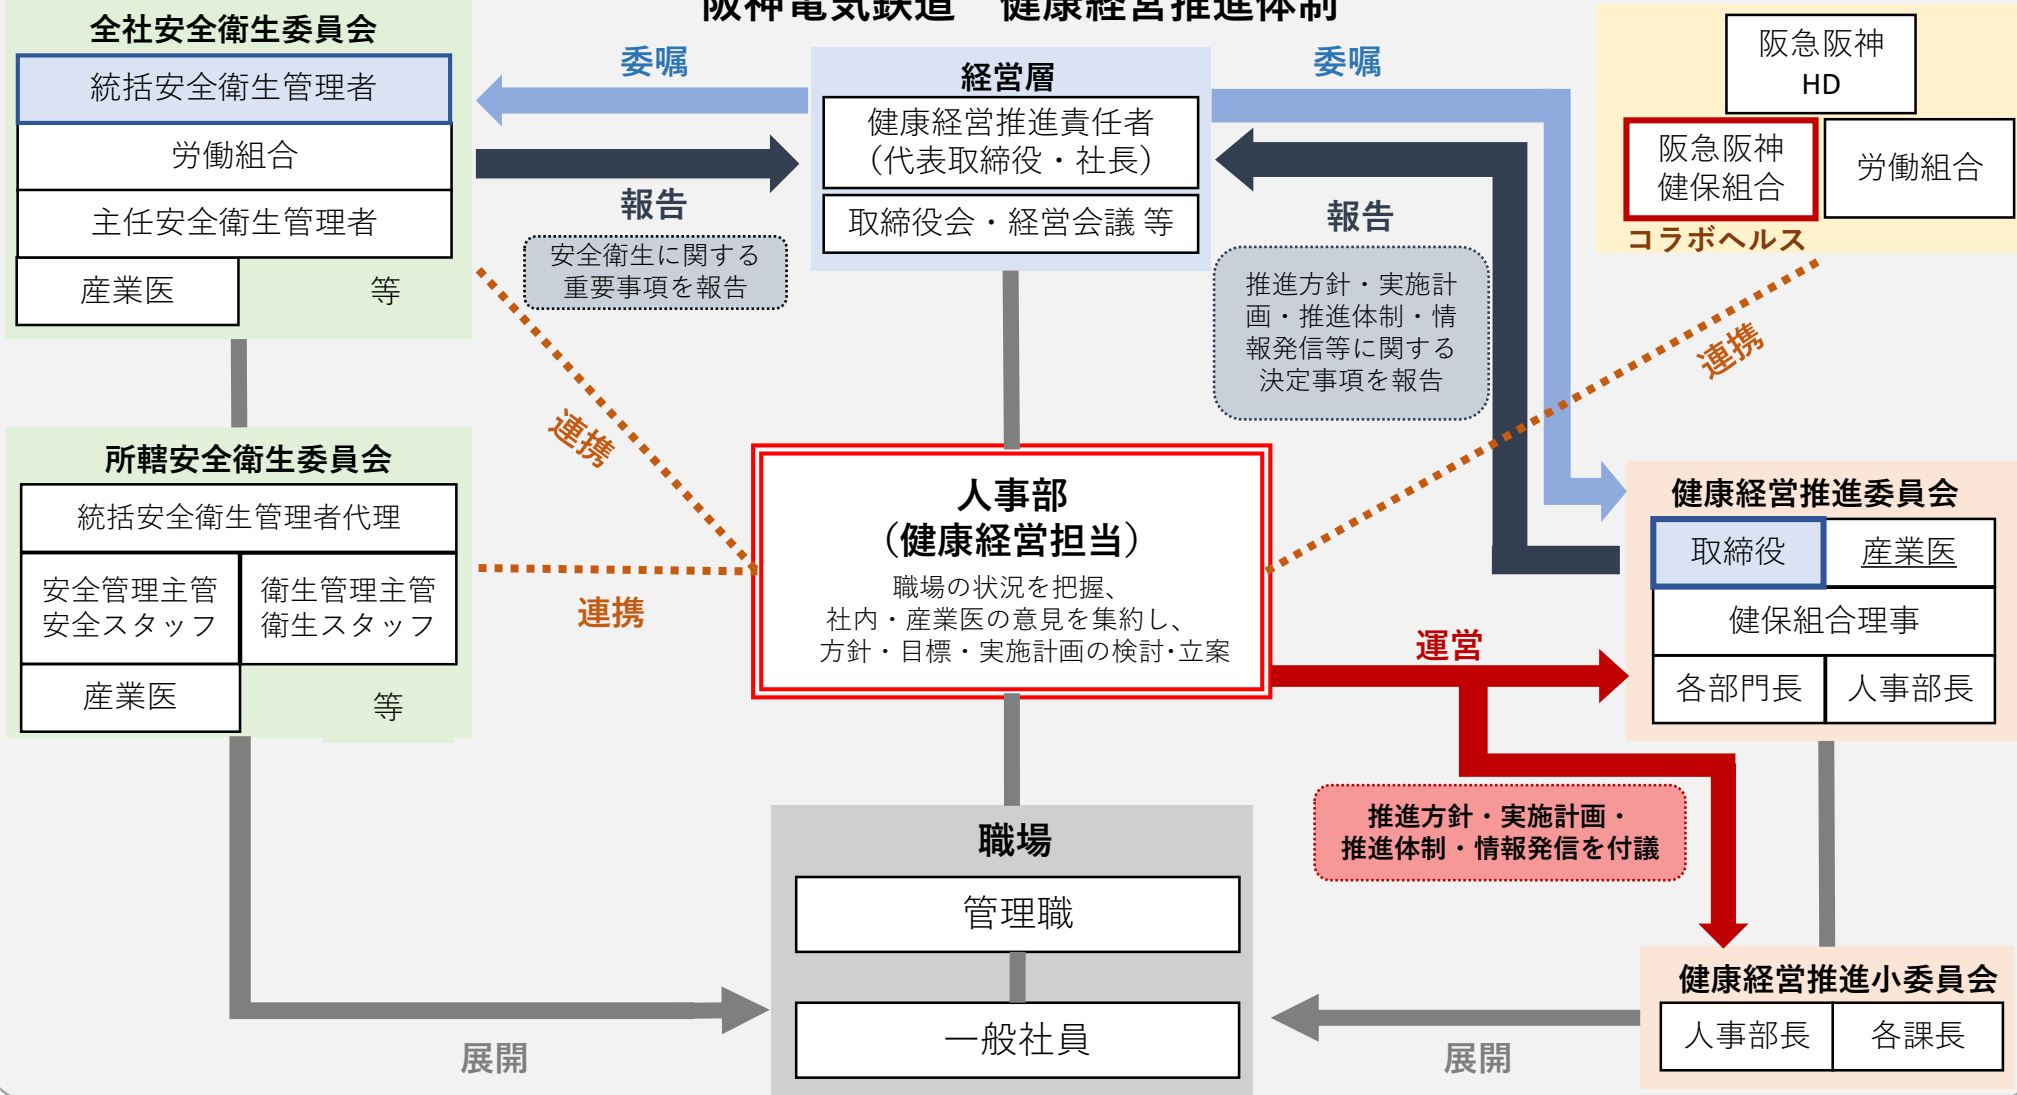 阪神電気鉄道　健康経営推進体制
全社安全衛生委員会
統括安全衛生管理者
労働組合
主任安全衛生管理者
産業医
等
委嘱
報告
安全衛生に関する
重要事項を報告
経営層
健康経営推進責任者
（代表取締役・社長）
取締役会・経営会議 等
委嘱
報告
推進方針・実施計
画・推進体制・情
報発信等に関する
決定事項を報告
阪急阪神
HD
阪急阪神
健保組合
労働組合
コラボヘルス
連携
連携
連携
所轄安全衛生委員会
統括安全衛生管理者代理
安全管理主管
安全スタッフ
衛生管理主管
衛生スタッフ
産業医
等
人事部
（健康経営担当）
職場の状況を把握、
社内・産業医の意見を集約し、
方針・目標・実施計画の検討･立案
健康経営推進委員会
取締役
産業医
健保組合理事
各部門長
人事部長
運営
推進方針・実施計画・
推進体制・情報発信を付議
職場
管理職
一般社員
展開
展開
健康経営推進小委員会
人事部長
各課長